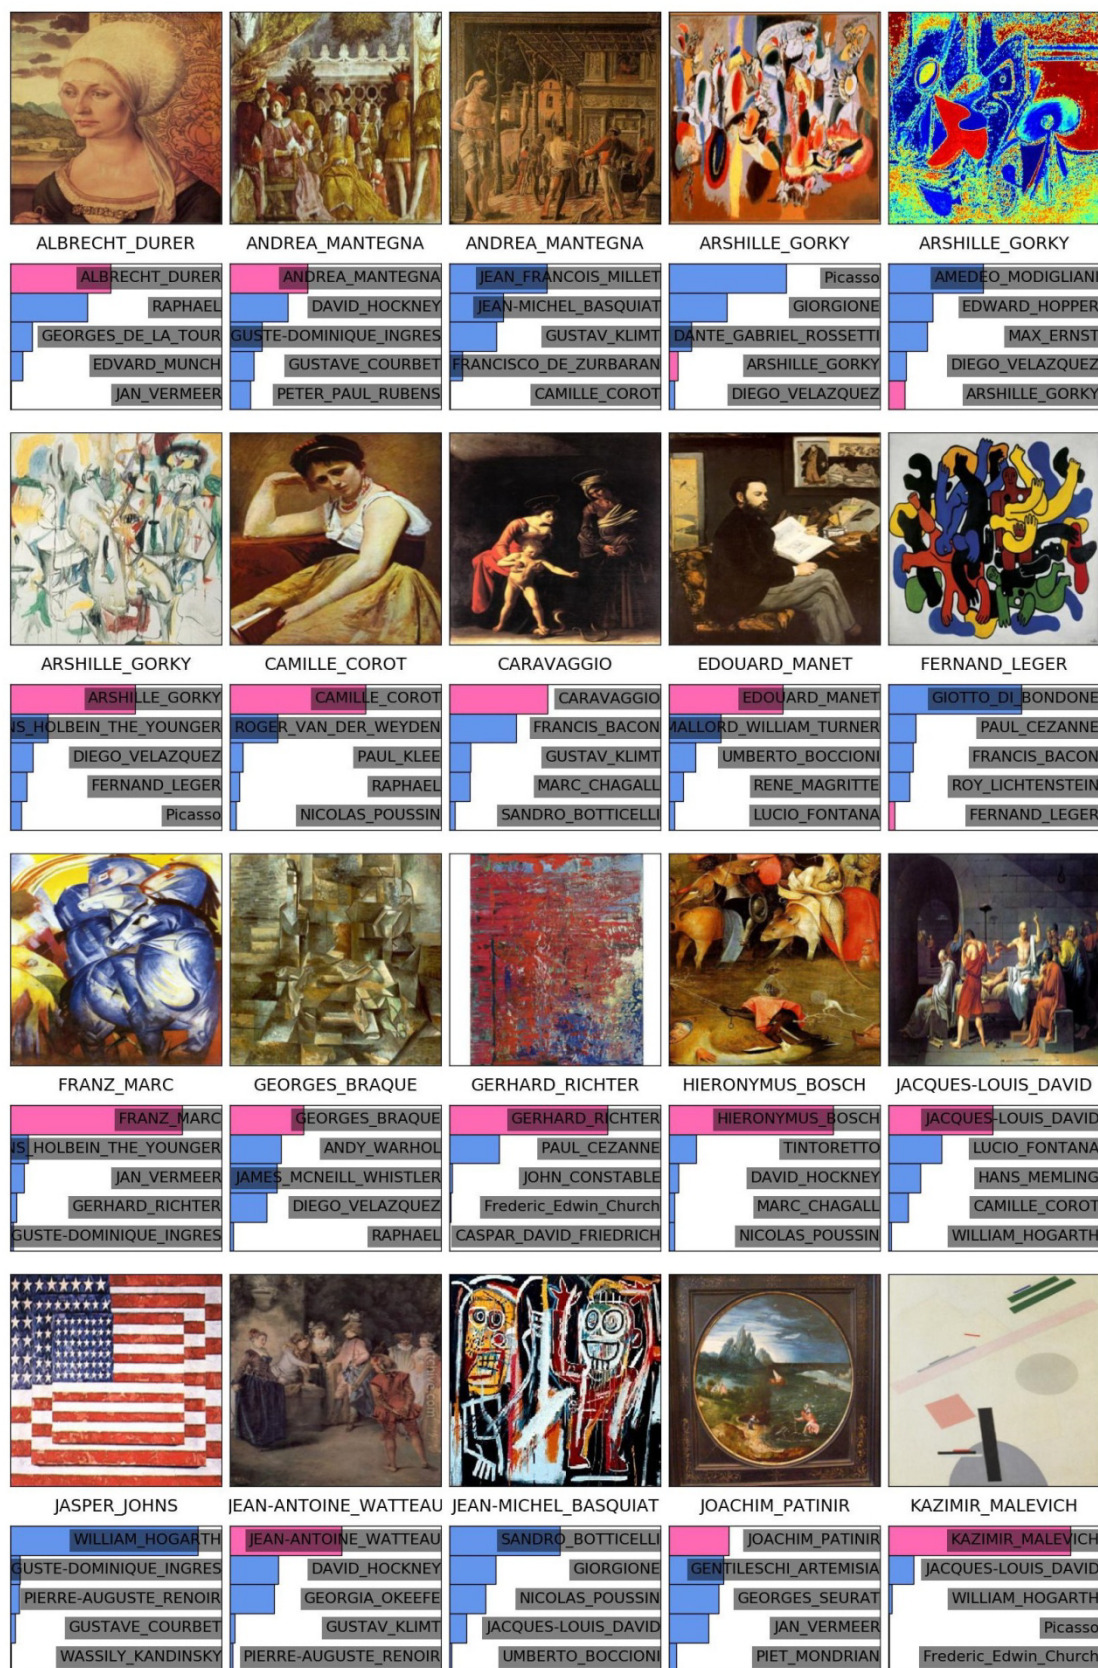 ALBRECHT_DURER
ANDREA_MANTEGNA
ANDREA_MANTEGNA
ARSHILLE_GORKY
ARSHILLE_GORKY
ALBRECHT_DURER
RAPHAEL
GEORGES_DE_LA_TOUR
EDVARD_MUNCH
JAN_VERMEER
ANDREA_MANTEGNA
DAVID_HOCKNEY
GUSTE-DOMINIQUE_INGRES
GUSTAVE_COURBET
PETER_PAUL_RUBENS
JEAN_FRANCOIS_MILLET
JEAN-MICHEL_BASQUIAT
GUSTAV_KLIMT
FRANCISCO_DE_ZURBARAN
CAMILLE_COROT
Picasso
GIORGIONE
DANTE_GABRIEL_ROSSETTI
ARSHILLE_GORKY
DIEGO_VELAZQUEZ
AMEDEO_MODIGLIANI
EDWARD_HOPPER
MAX_ERNST
DIEGO_VELAZQUEZ
ARSHILLE_GORKY
ARSHILLE_GORKY
CAMILLE_COROT
CARAVAGGIO
EDOUARD_MANET
FERNAND_LEGER
ARSHILLE_GORKY
NS_HOLBEIN_THE_YOUNGER
DIEGO_VELAZQUEZ
FERNAND_LEGER
Picasso
CAMILLE_COROT
ROGER_VAN_DER_WEYDEN
PAUL_KLEE
RAPHAEL
NICOLAS_POUSSIN
CARAVAGGIO
FRANCIS_BACON
GUSTAV_KLIMT
MARC_CHAGALL
SANDRO_BOTTICELLI
EDOUARD_MANET
MALLORD_WILLIAM_TURNER
UMBERTO_BOCCIONI
RENE_MAGRITTE
LUCIO_FONTANA
GIOTTO_DI_BONDONE
PAUL_CEZANNE
FRANCIS_BACON
ROY_LICHTENSTEIN
FERNAND_LEGER
FRANZ_MARC
GEORGES_BRAQUE
GERHARD_RICHTER
HIERONYMUS_BOSCH
JACQUES-LOUIS_DAVID
FRANZ_MARC
NS_HOLBEIN_THE_YOUNGER
JAN_VERMEER
GERHARD_RICHTER
GUSTE-DOMINIQUE_INGRES
GEORGES_BRAQUE
ANDY_WARHOL
JAMES_MCNEILL_WHISTLER
DIEGO_VELAZQUEZ
RAPHAEL
GERHARD_RICHTER
PAUL_CEZANNE
JOHN_CONSTABLE
Frederic_Edwin_Church
CASPAR_DAVID_FRIEDRICH
HIERONYMUS_BOSCH
TINTORETTO
DAVID_HOCKNEY
MARC_CHAGALL
NICOLAS_POUSSIN
JACQUES-LOUIS_DAVID
LUCIO_FONTANA
HANS_MEMLING
CAMILLE_COROT
WILLIAM_HOGARTH
JASPER_JOHNS
JEAN-ANTOINE_WATTEAU
JEAN-MICHEL_BASQUIAT
JOACHIM_PATINIR
KAZIMIR_MALEVICH
WILLIAM_HOGARTH
GUSTE-DOMINIQUE_INGRES
PIERRE-AUGUSTE_RENOIR
GUSTAVE_COURBET
WASSILY_KANDINSKY
JEAN-ANTOINE_WATTEAU
DAVID_HOCKNEY
GEORGIA_OKEEFE
GUSTAV_KLIMT
PIERRE-AUGUSTE_RENOIR
SANDRO_BOTTICELLI
GIORGIONE
NICOLAS_POUSSIN
JACQUES-LOUIS_DAVID
UMBERTO_BOCCIONI
JOACHIM_PATINIR
GENTILESCHI_ARTEMISIA
GEORGES_SEURAT
JAN_VERMEER
PIET_MONDRIAN
KAZIMIR_MALEVICH
JACQUES-LOUIS_DAVID
WILLIAM_HOGARTH
Picasso
Frederic_Edwin_Church